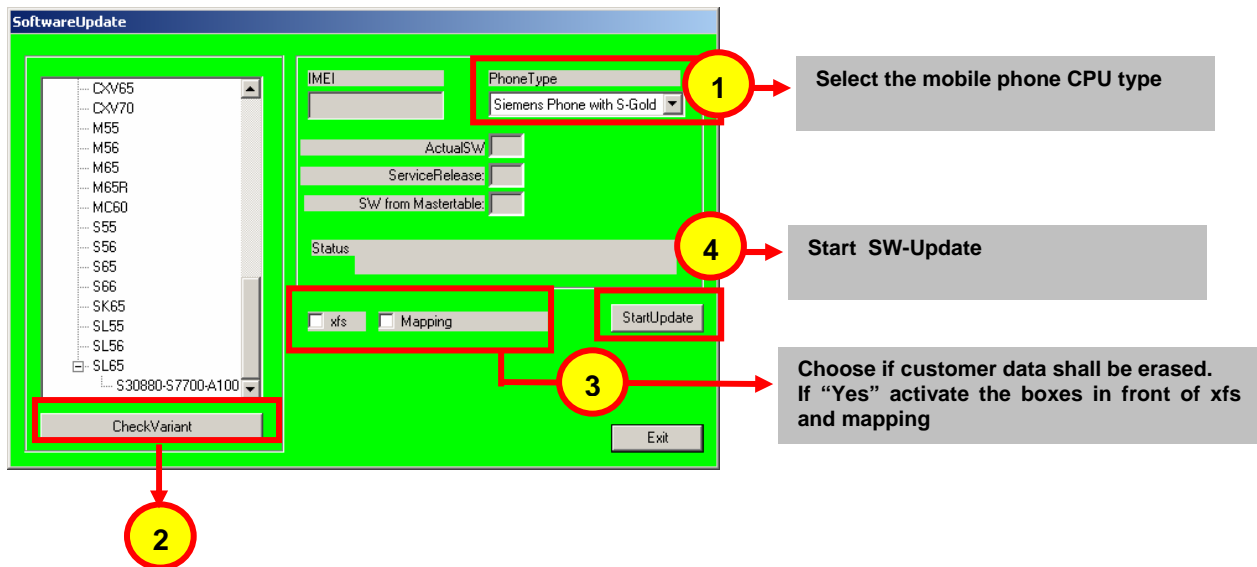 SoftwareUpdate
CXV65
CXV70
M55
M56
M65
M65R
MC60
S55
S56
S65
S66
SK65
SL55
SL56
SL65
S30880-S7700-A100
CheckVariant
IMEI
PhoneType
Siemens Phone with S-Gold
ActualSW
ServiceRelease:
SW from Mastertable:
Status
xfs
Mapping
StartUpdate
Exit
1
Select the mobile phone CPU type
4
Start SW-Update
3
Choose if customer data shall be erased.
If “Yes” activate the boxes in front of xfs
and mapping
2